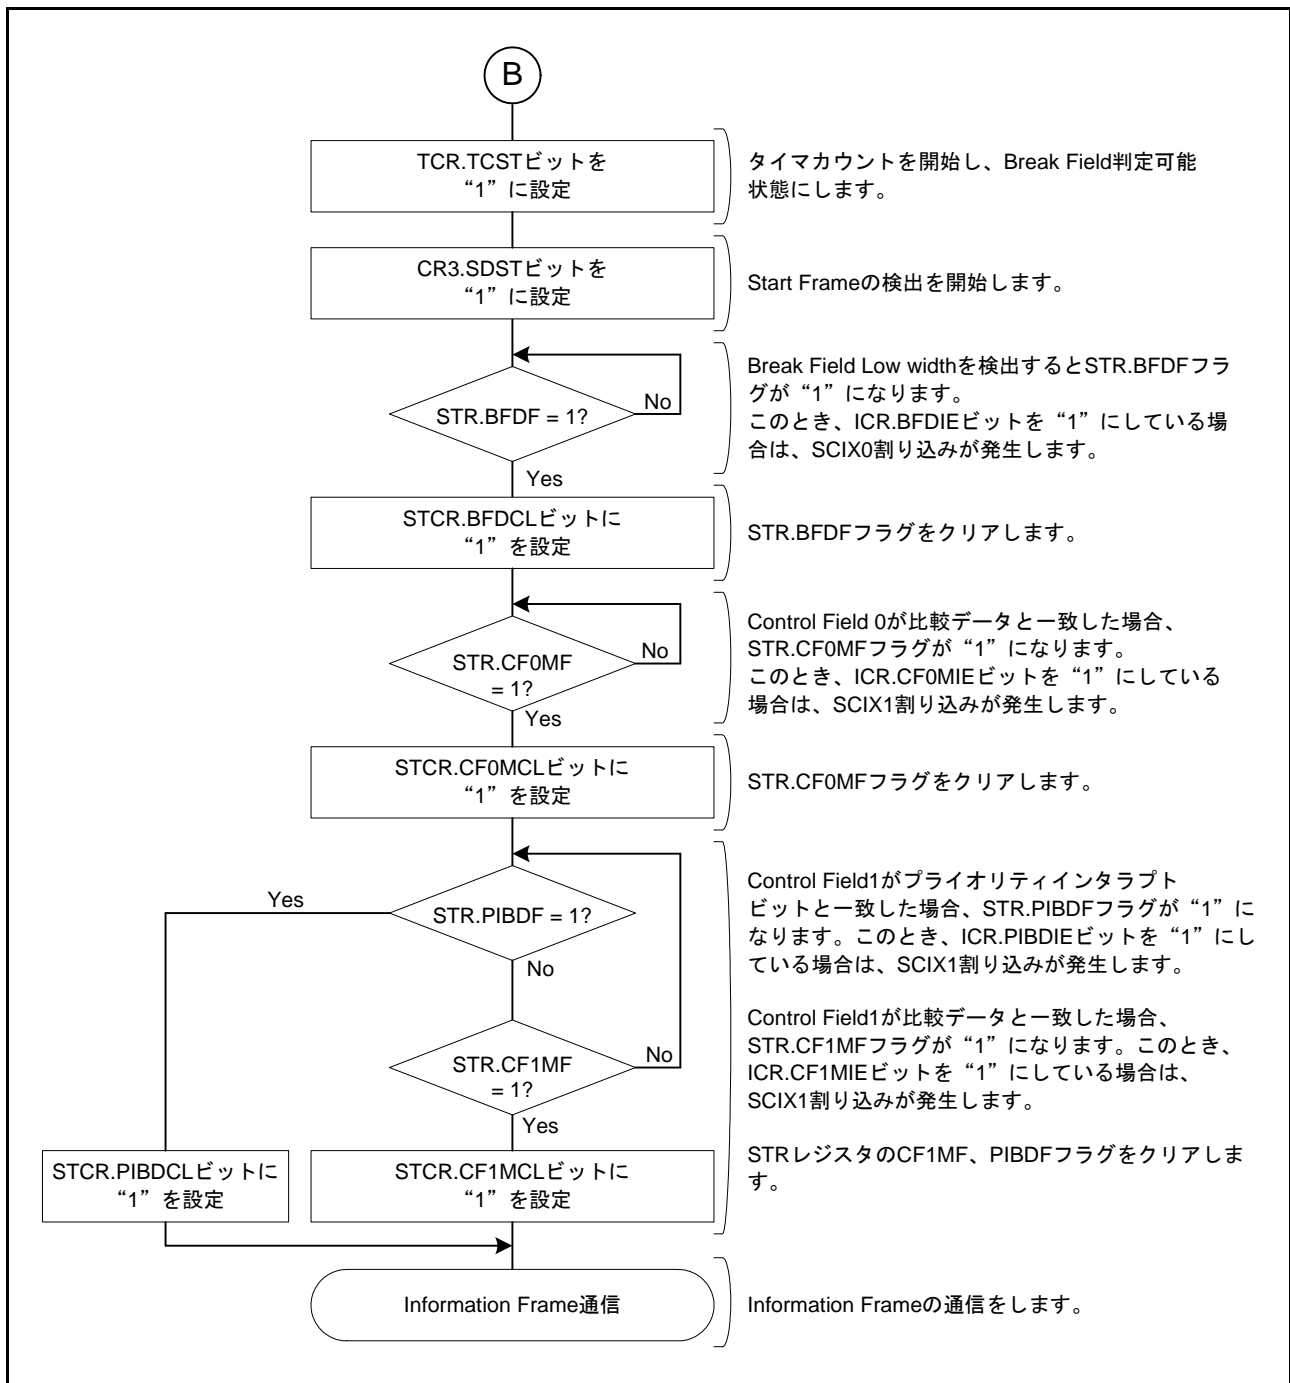 B
TCR.TCSTビットを
“1”に設定
タイマカウントを開始し、Break Field判定可能
状態にします。
CR3.SDSTビットを
“1”に設定
Start Frameの検出を開始します。
STR.BFDF = 1?
No
Yes
Break Field Low widthを検出するとSTR.BFDFフラ
グが“1”になります。
このとき、ICR.BFDIEビットを“1”にしている場
合は、SCIX0割り込みが発生します。
STCR.BFDCLビットに
“1”を設定
STR.BFDFフラグをクリアします。
STR.CF0MF
= 1?
No
Yes
Control Field 0が比較データと一致した場合、
STR.CF0MFフラグが“1”になります。
このとき、ICR.CF0MIEビットを“1”にしている
場合は、SCIX1割り込みが発生します。
STCR.CF0MCLビットに
“1”を設定
STR.CF0MFフラグをクリアします。
Yes
STR.PIBDF = 1?
No
Control Field1がプライオリティインタラプト
ビットと一致した場合、STR.PIBDFフラグが“1”に
なります。このとき、ICR.PIBDIEビットを“1”にし
ている場合は、SCIX1割り込みが発生します。
STR.CF1MF
= 1?
No
Yes
Control Field1が比較データと一致した場合、
STR.CF1MFフラグが“1”になります。このとき、
ICR.CF1MIEビットを“1”にしている場合は、
SCIX1割り込みが発生します。
STCR.PIBDCLビットに
“1”を設定
STCR.CF1MCLビットに
“1”を設定
STRレジスタのCF1MF、PIBDFフラグをクリアしま
す。
Information Frame通信
Information Frameの通信をします。